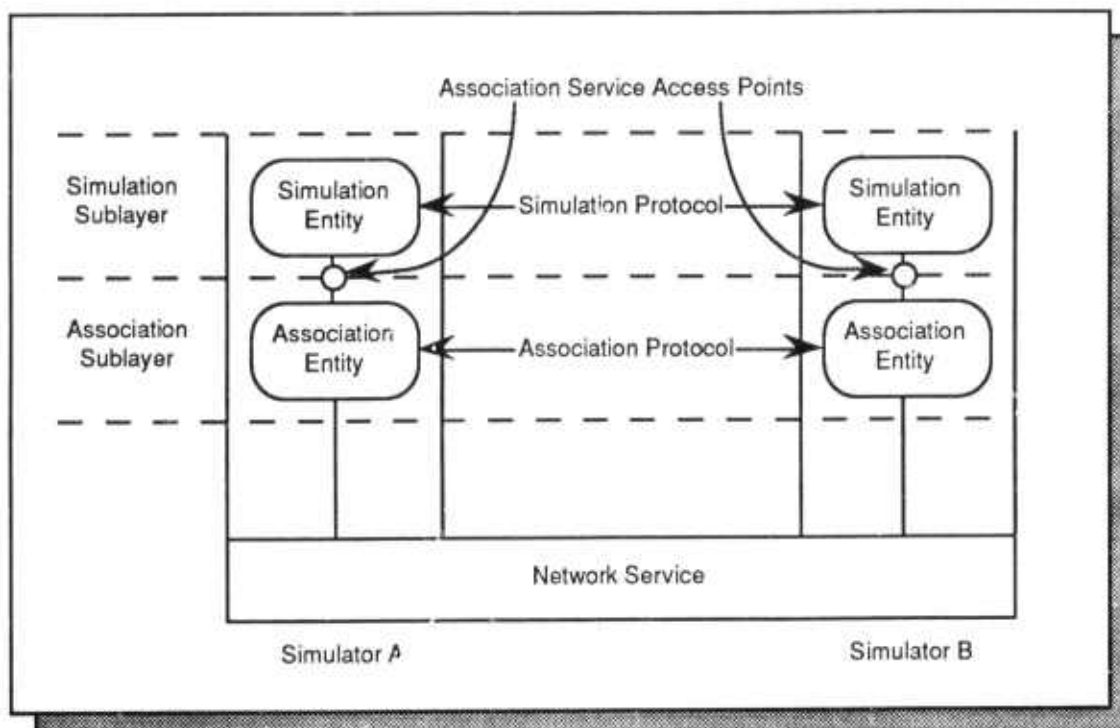 Association Service Access Points
Simulation
Sublayer
Simulation
Entity
Simulation Protocol
Simulation
Entity
Association
Sublayer
Association
Entity
Association Protocol
Association
Entity
Network Service
Simulator A
Simulator B